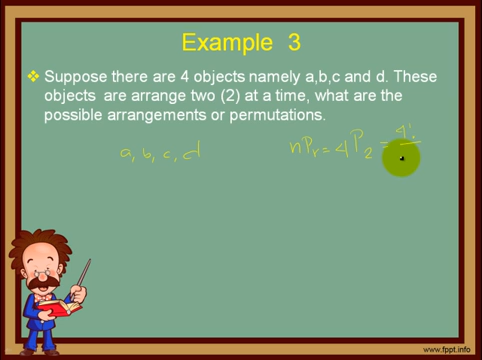 Example 3
❖ Suppose there are 4 objects namely a,b,c and d. These
objects are arrange two (2) at a time, what are the
possible arrangements or permutations.
a, b, c, d
nPr = 4P2 = 4!
www.fppt.info